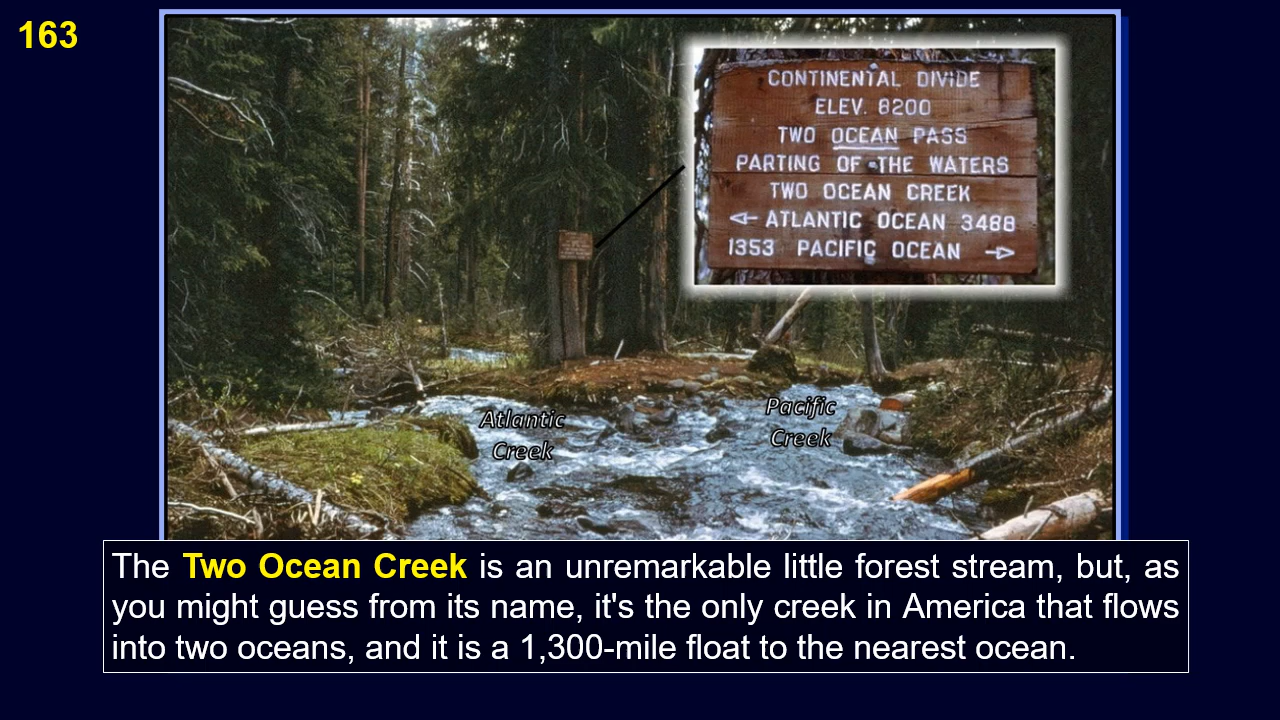 163
CONTINENTAL DIVIDE
ELEV. 8200
TWO OCEAN PASS
PARTING OF THE WATERS
TWO OCEAN CREEK
<- ATLANTIC OCEAN 3488
1353 PACIFIC OCEAN ->
Atlantic
Creek
Pacific
Creek
The Two Ocean Creek is an unremarkable little forest stream, but, as
you might guess from its name, it's the only creek in America that flows
into two oceans, and it is a 1,300-mile float to the nearest ocean.